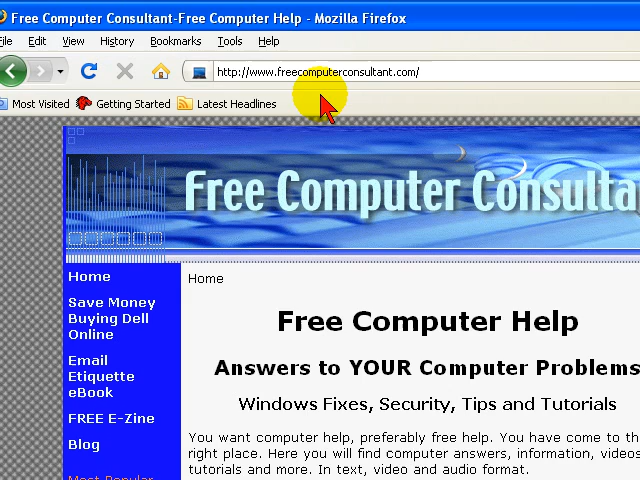 Free Computer Consultant-Free Computer Help - Mozilla Firefox
File Edit View History Bookmarks Tools Help
http://www.freecomputerconsultant.com/
Most Visited Getting Started Latest Headlines
Free Computer Consulta
Home
Home
Save Money
Buying Dell
Online
Email
Etiquette
eBook
FREE E-Zine
Blog
Most Popular
Free Computer Help
Answers to YOUR Computer Problems
Windows Fixes, Security, Tips and Tutorials
You want computer help, preferably free help. You have come to th
right place. Here you will find computer answers, information, videos
tutorials and more. In text, video and audio format.